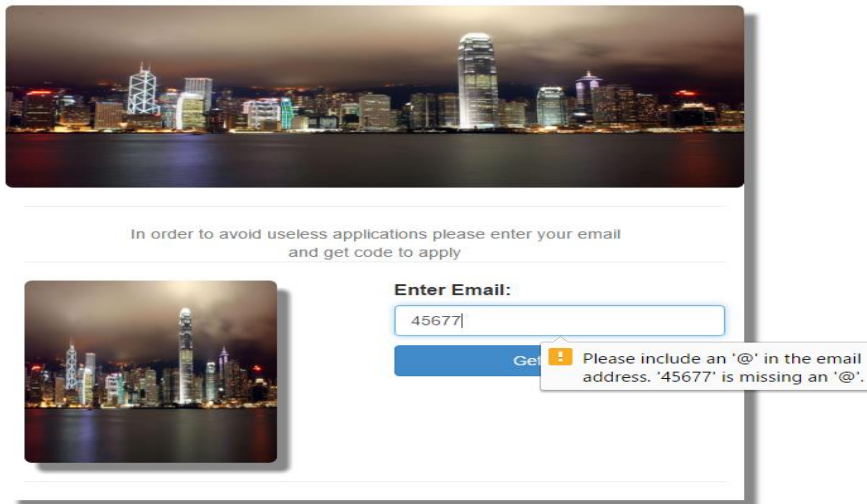 In order to avoid useless applications please enter your email
and get code to apply
Enter Email:
45677
Get
Please include an '@' in the email
address. '45677' is missing an '@'.